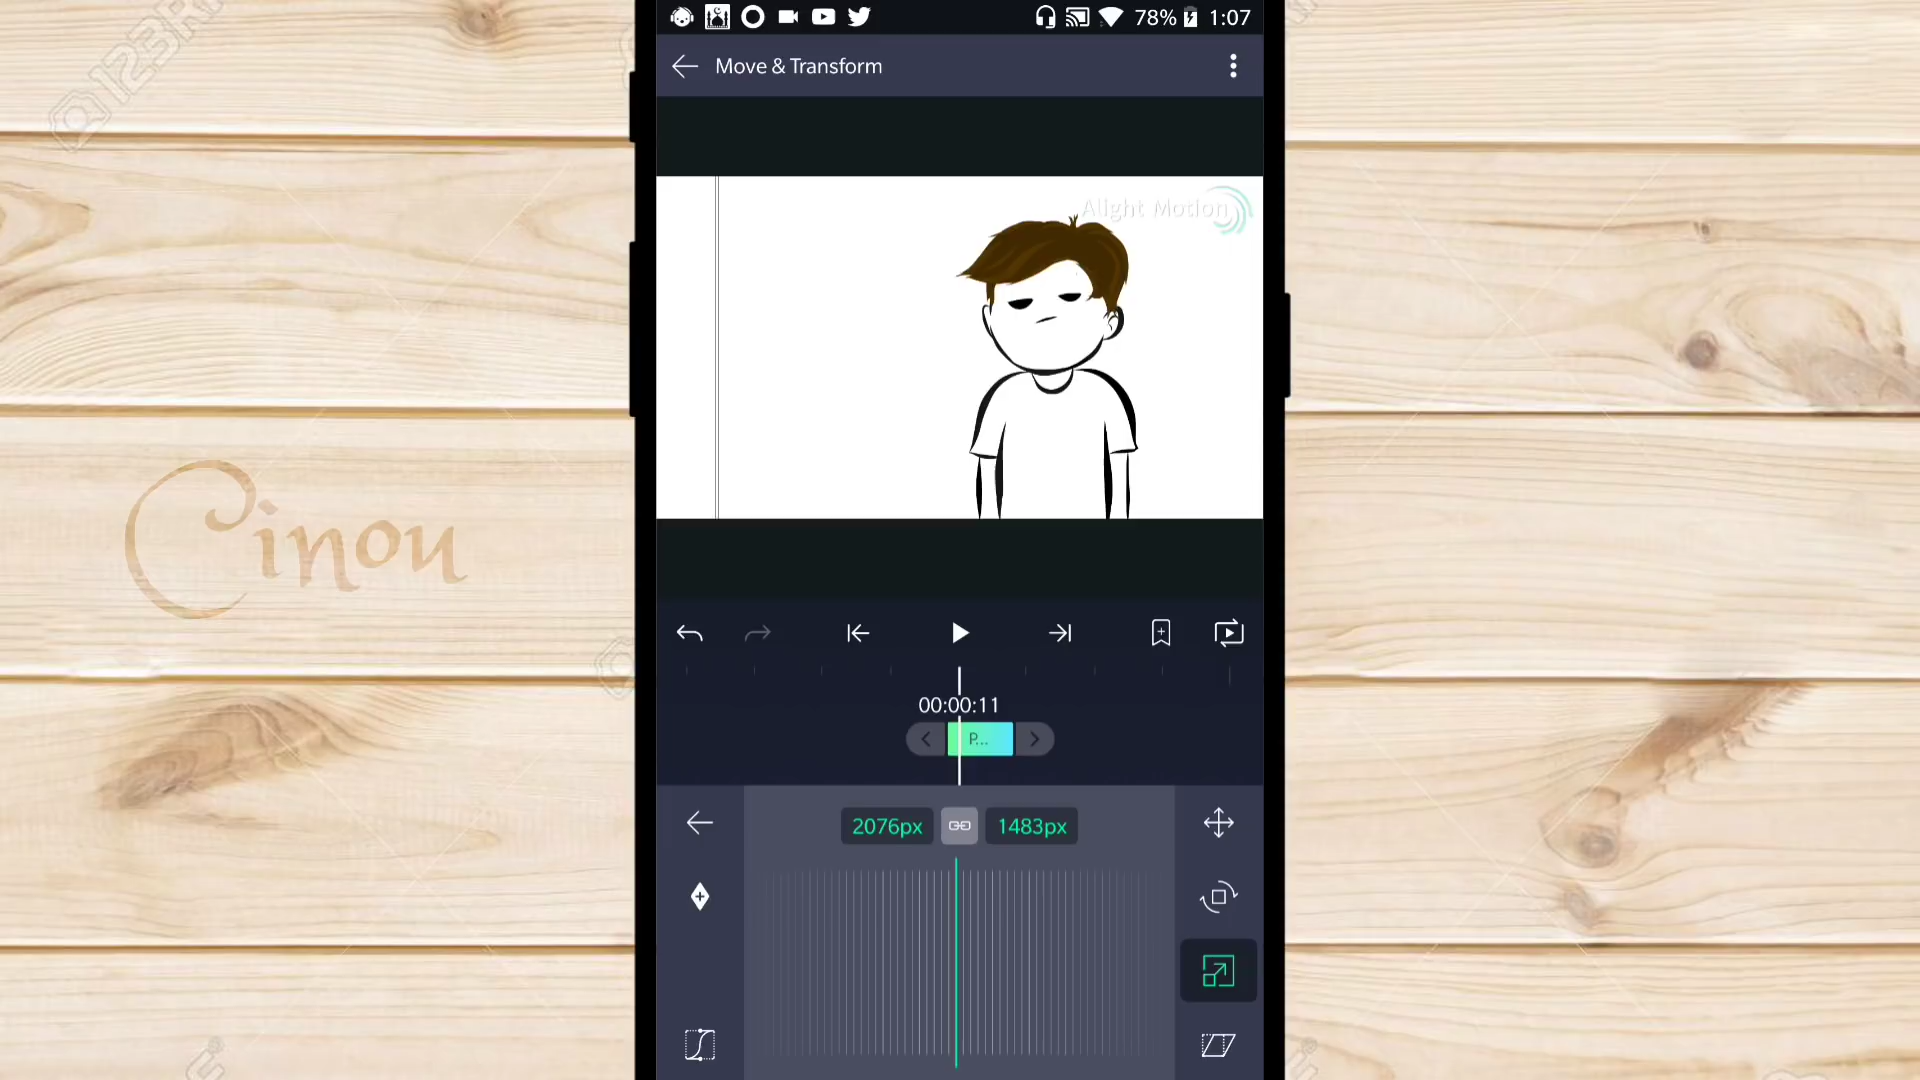 78% 1:07
Move & Transform
Alight Motion
Cinou
00:00:11
P...
2076px 1483px